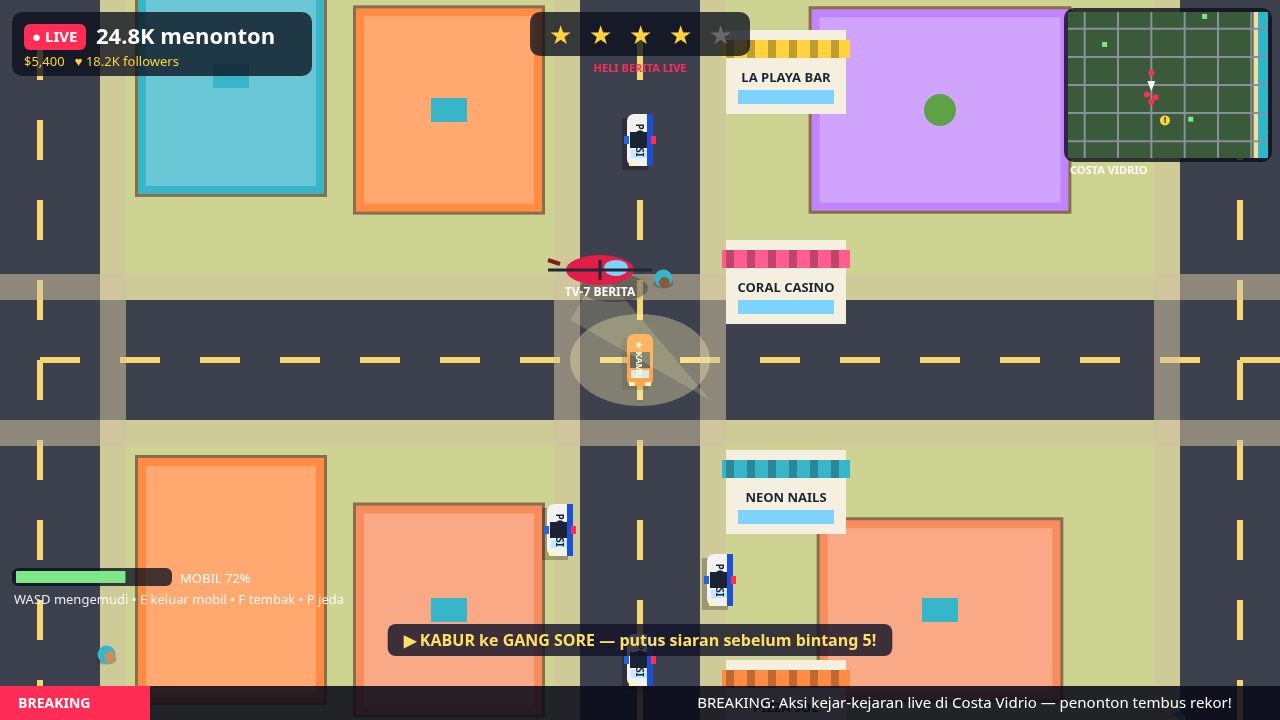 LIVE 24.8K menonton
$5,400 ♥ 18.2K followers
★ ★ ★ ★ ★
HELI BERITA LIVE
LA PLAYA BAR
COSTA VIDRIO
TV-7 BERITA
CORAL CASINO
NEON NAILS
MOBIL 72%
WASD mengemudi • E keluar mobil • F tembak • P jeda
▶ KABUR ke GANG SORE — putus siaran sebelum bintang 5!
BREAKING
BREAKING: Aksi kejar-kejaran live di Costa Vidrio — penonton tembus rekor!